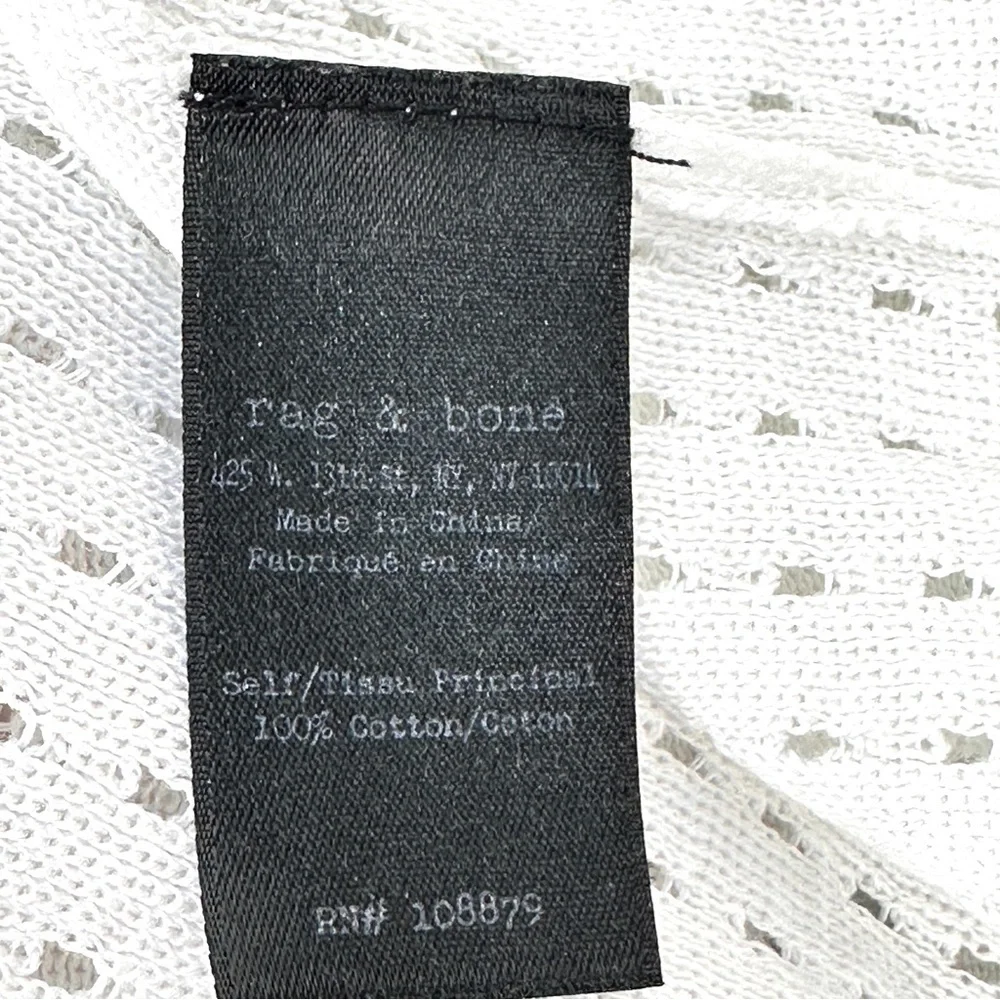 rag & bone
425 W. 13th St, NY, NY 10014
Made in China/
Fabriqué en Chine
Self/Tissu Principal
100% Cotton/Coton
RN# 108879